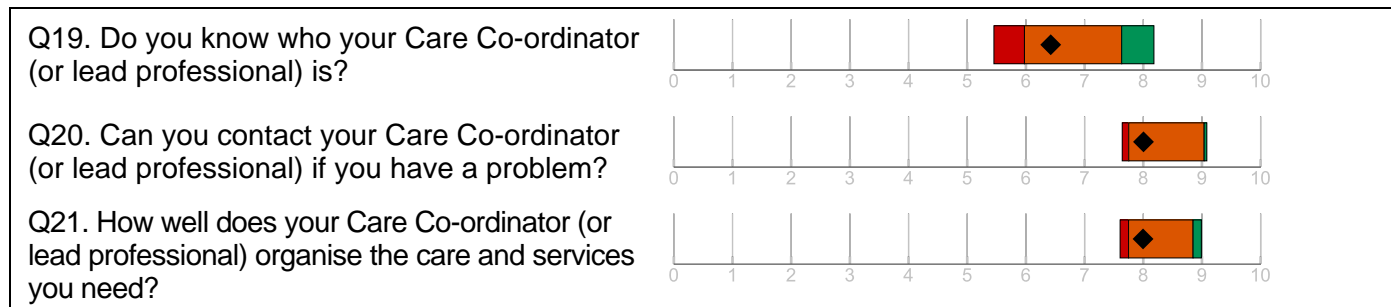 Q19. Do you know who your Care Co-ordinator
(or lead professional) is?
0 1 2 3 4 5 6 7 8 9 10
Q20. Can you contact your Care Co-ordinator
(or lead professional) if you have a problem?
0 1 2 3 4 5 6 7 8 9 10
Q21. How well does your Care Co-ordinator (or
lead professional) organise the care and services
you need?
0 1 2 3 4 5 6 7 8 9 10